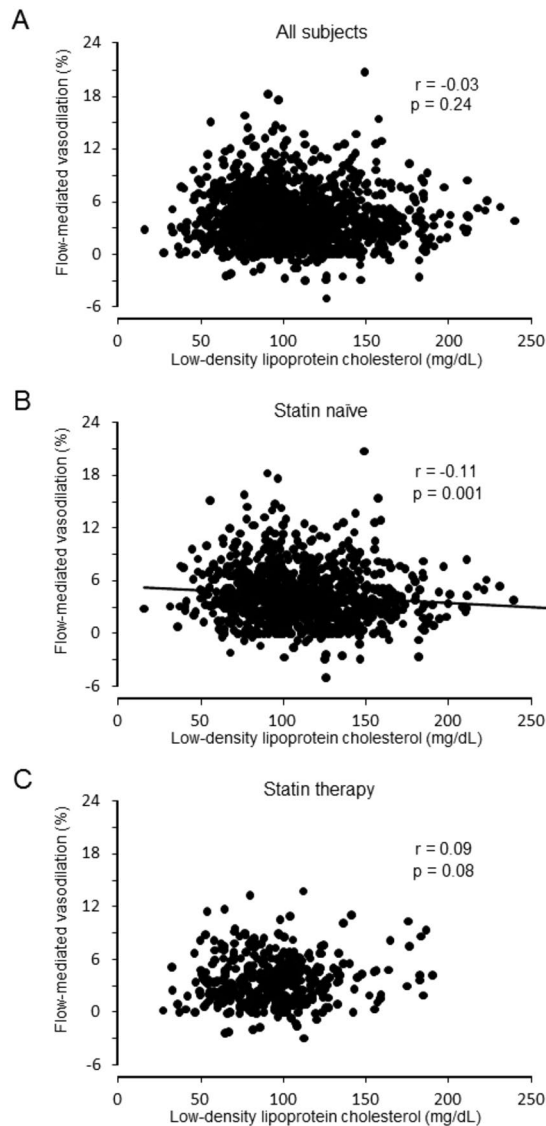 A
All subjects
r = -0.03
p = 0.24
Flow-mediated vasodilation (%)
24
18
12
6
0
-6
0 50 100 150 200 250
Low-density lipoprotein cholesterol (mg/dL)
B
Statin naïve
r = -0.11
p = 0.001
Flow-mediated vasodilation (%)
24
18
12
6
0
-6
0 50 100 150 200 250
Low-density lipoprotein cholesterol (mg/dL)
C
Statin therapy
r = 0.09
p = 0.08
Flow-mediated vasodilation (%)
24
18
12
6
0
-6
0 50 100 150 200 250
Low-density lipoprotein cholesterol (mg/dL)